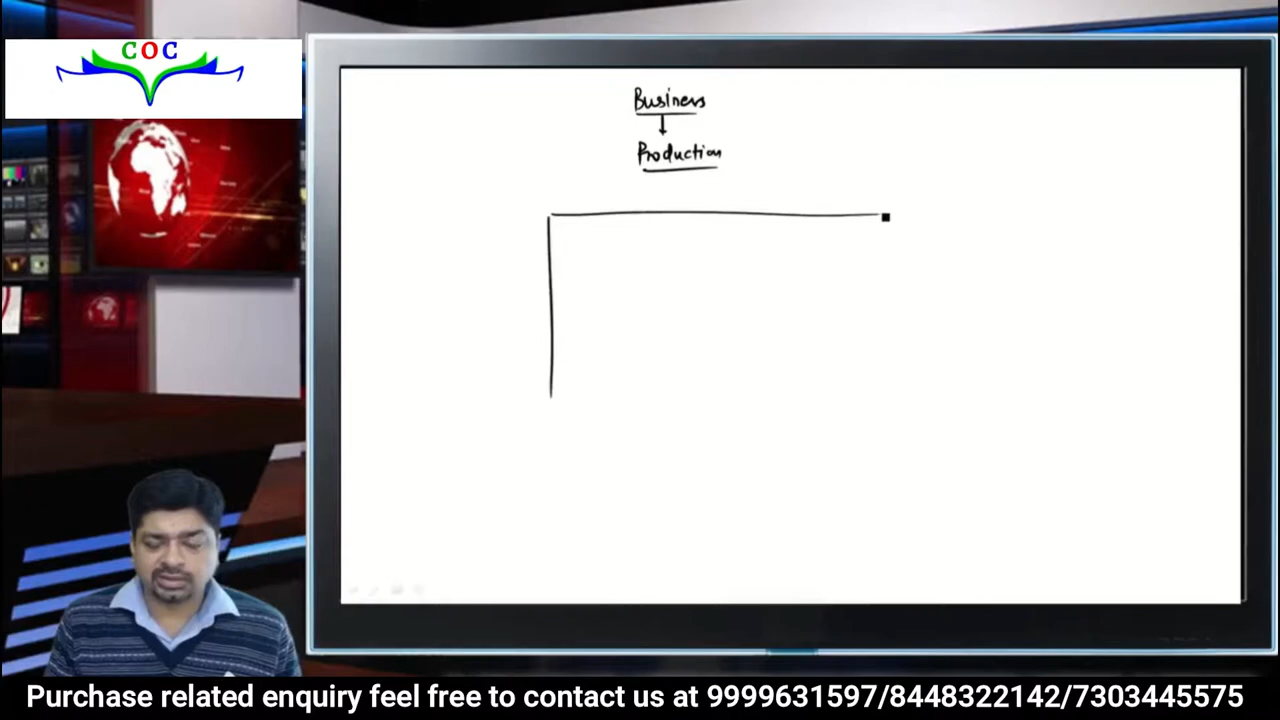 COC
Business
Production
Purchase related enquiry feel free to contact us at 9999631597/8448322142/7303445575